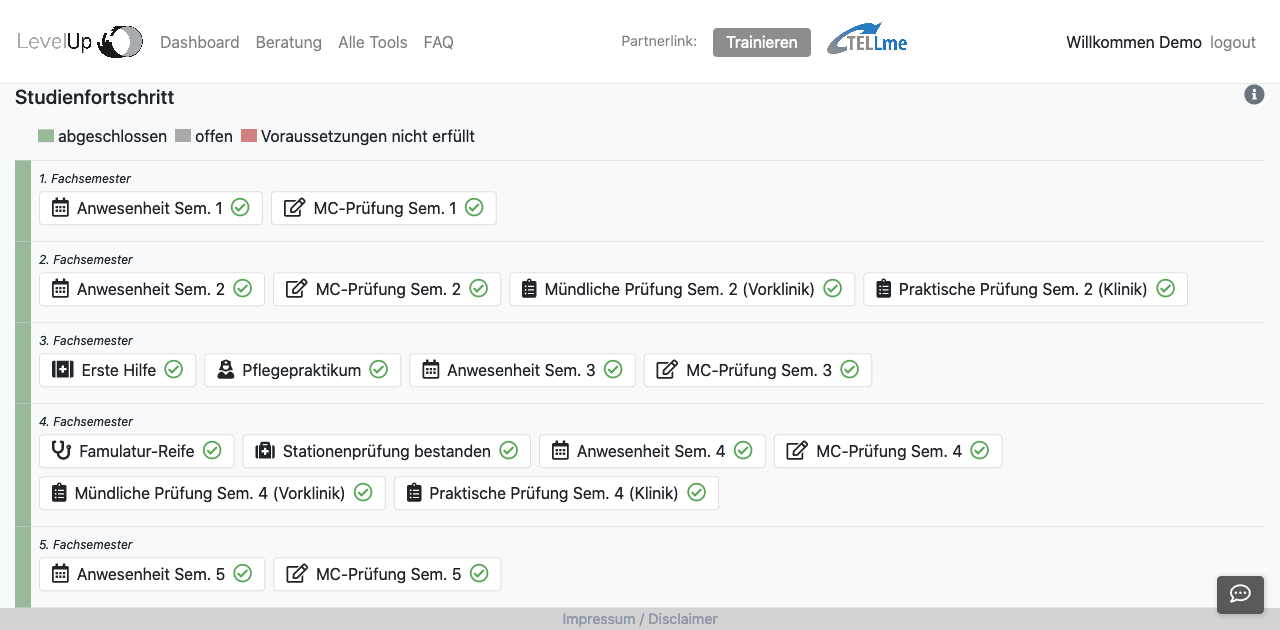 LevelUp Dashboard Beratung Alle Tools FAQ Partnerlink: Trainieren TELLme Willkommen Demo logout
Studienfortschritt
abgeschlossen offen Voraussetzungen nicht erfüllt
1. Fachsemester
Anwesenheit Sem. 1 MC-Prüfung Sem. 1
2. Fachsemester
Anwesenheit Sem. 2 MC-Prüfung Sem. 2 Mündliche Prüfung Sem. 2 (Vorklinik) Praktische Prüfung Sem. 2 (Klinik)
3. Fachsemester
Erste Hilfe Pflegepraktikum Anwesenheit Sem. 3 MC-Prüfung Sem. 3
4. Fachsemester
Famulatur-Reife Stationenprüfung bestanden Anwesenheit Sem. 4 MC-Prüfung Sem. 4
Mündliche Prüfung Sem. 4 (Vorklinik) Praktische Prüfung Sem. 4 (Klinik)
5. Fachsemester
Anwesenheit Sem. 5 MC-Prüfung Sem. 5
Impressum / Disclaimer